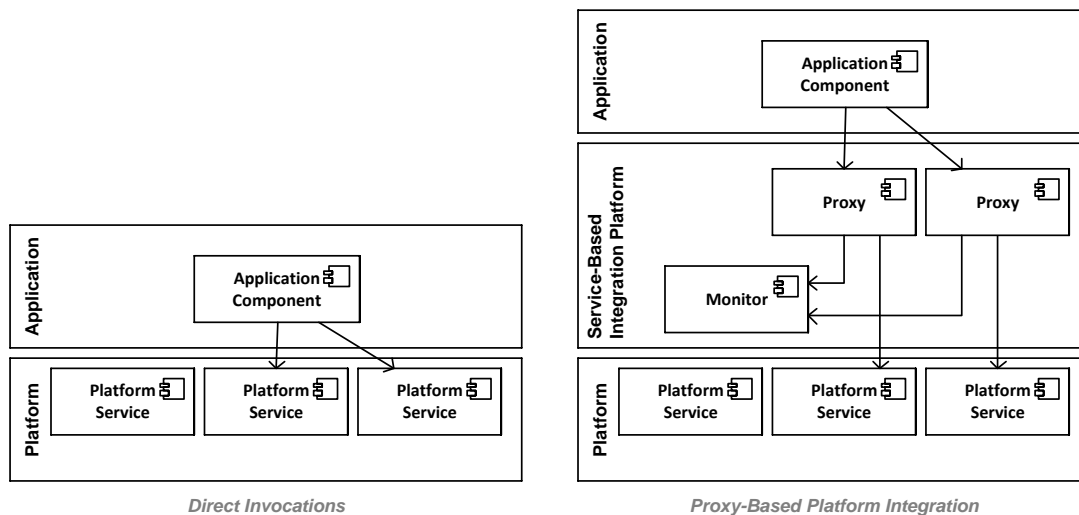 Application
Application
Component
Platform
Platform
Service
Platform
Service
Platform
Service
Direct Invocations
Application
Application
Component
Service-Based
Integration Platform
Proxy
Proxy
Monitor
Platform
Platform
Service
Platform
Service
Platform
Service
Proxy-Based Platform Integration